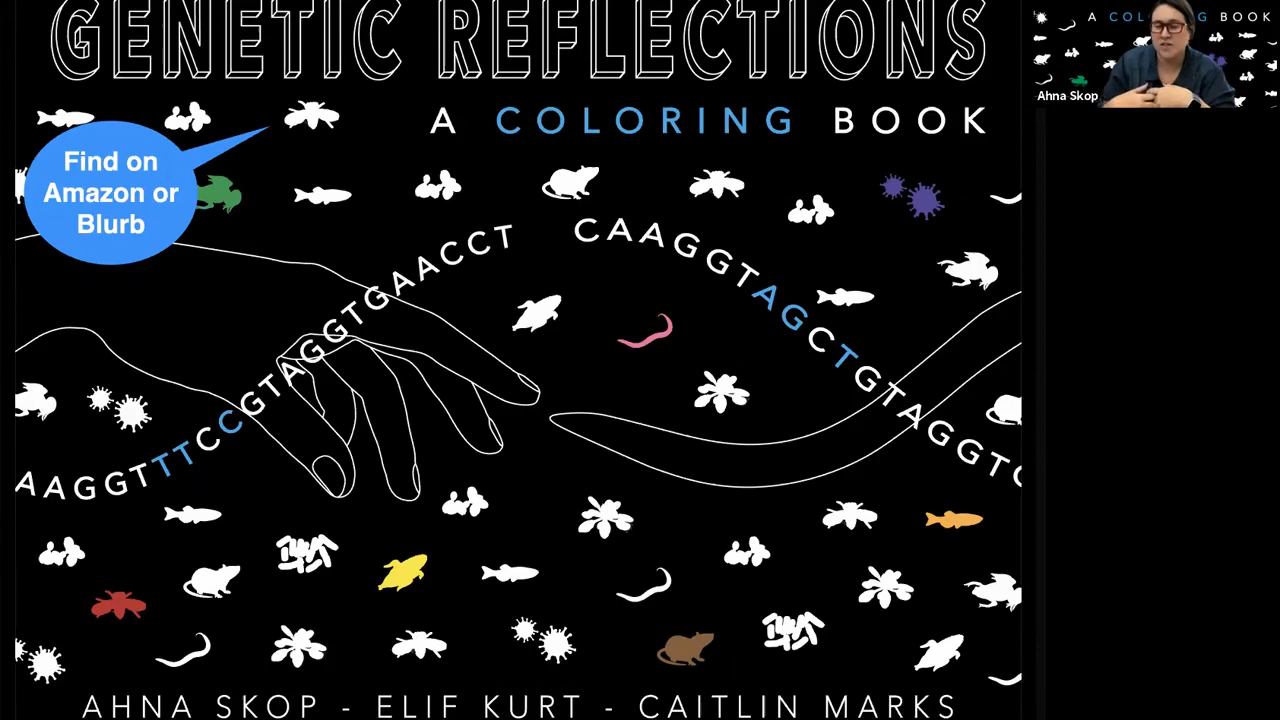 GENETIC REFLECTIONS
A COLORING BOOK
Find on
Amazon or
Blurb
AAGGTTTCCGTAGGTGAACCT
CAAGGTAGCTGTAGGT
AHNA SKOP - ELIF KURT - CAITLIN MARKS
A COL G BOOK
Ahna Skop